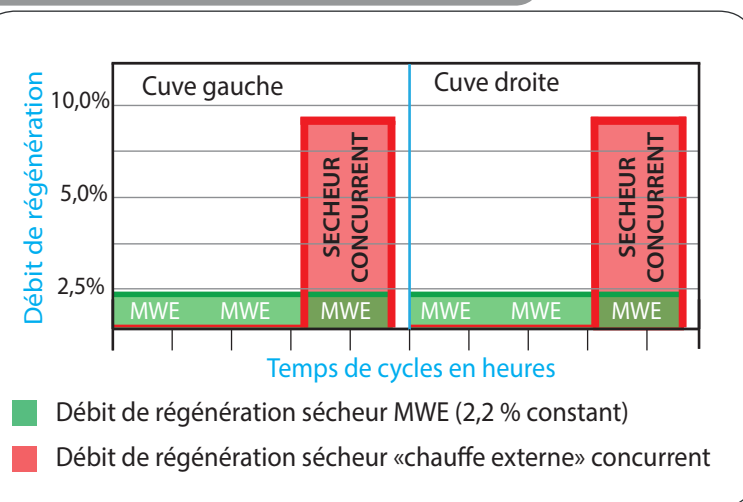 Cuve gauche
Cuve droite
Débit de régénération
10,0%
5,0%
2,5%
SECHEUR
CONCURRENT
SECHEUR
CONCURRENT
MWE MWE MWE MWE MWE MWE
Temps de cycles en heures
Débit de régénération sécheur MWE (2,2 % constant)
Débit de régénération sécheur «chauffe externe» concurrent